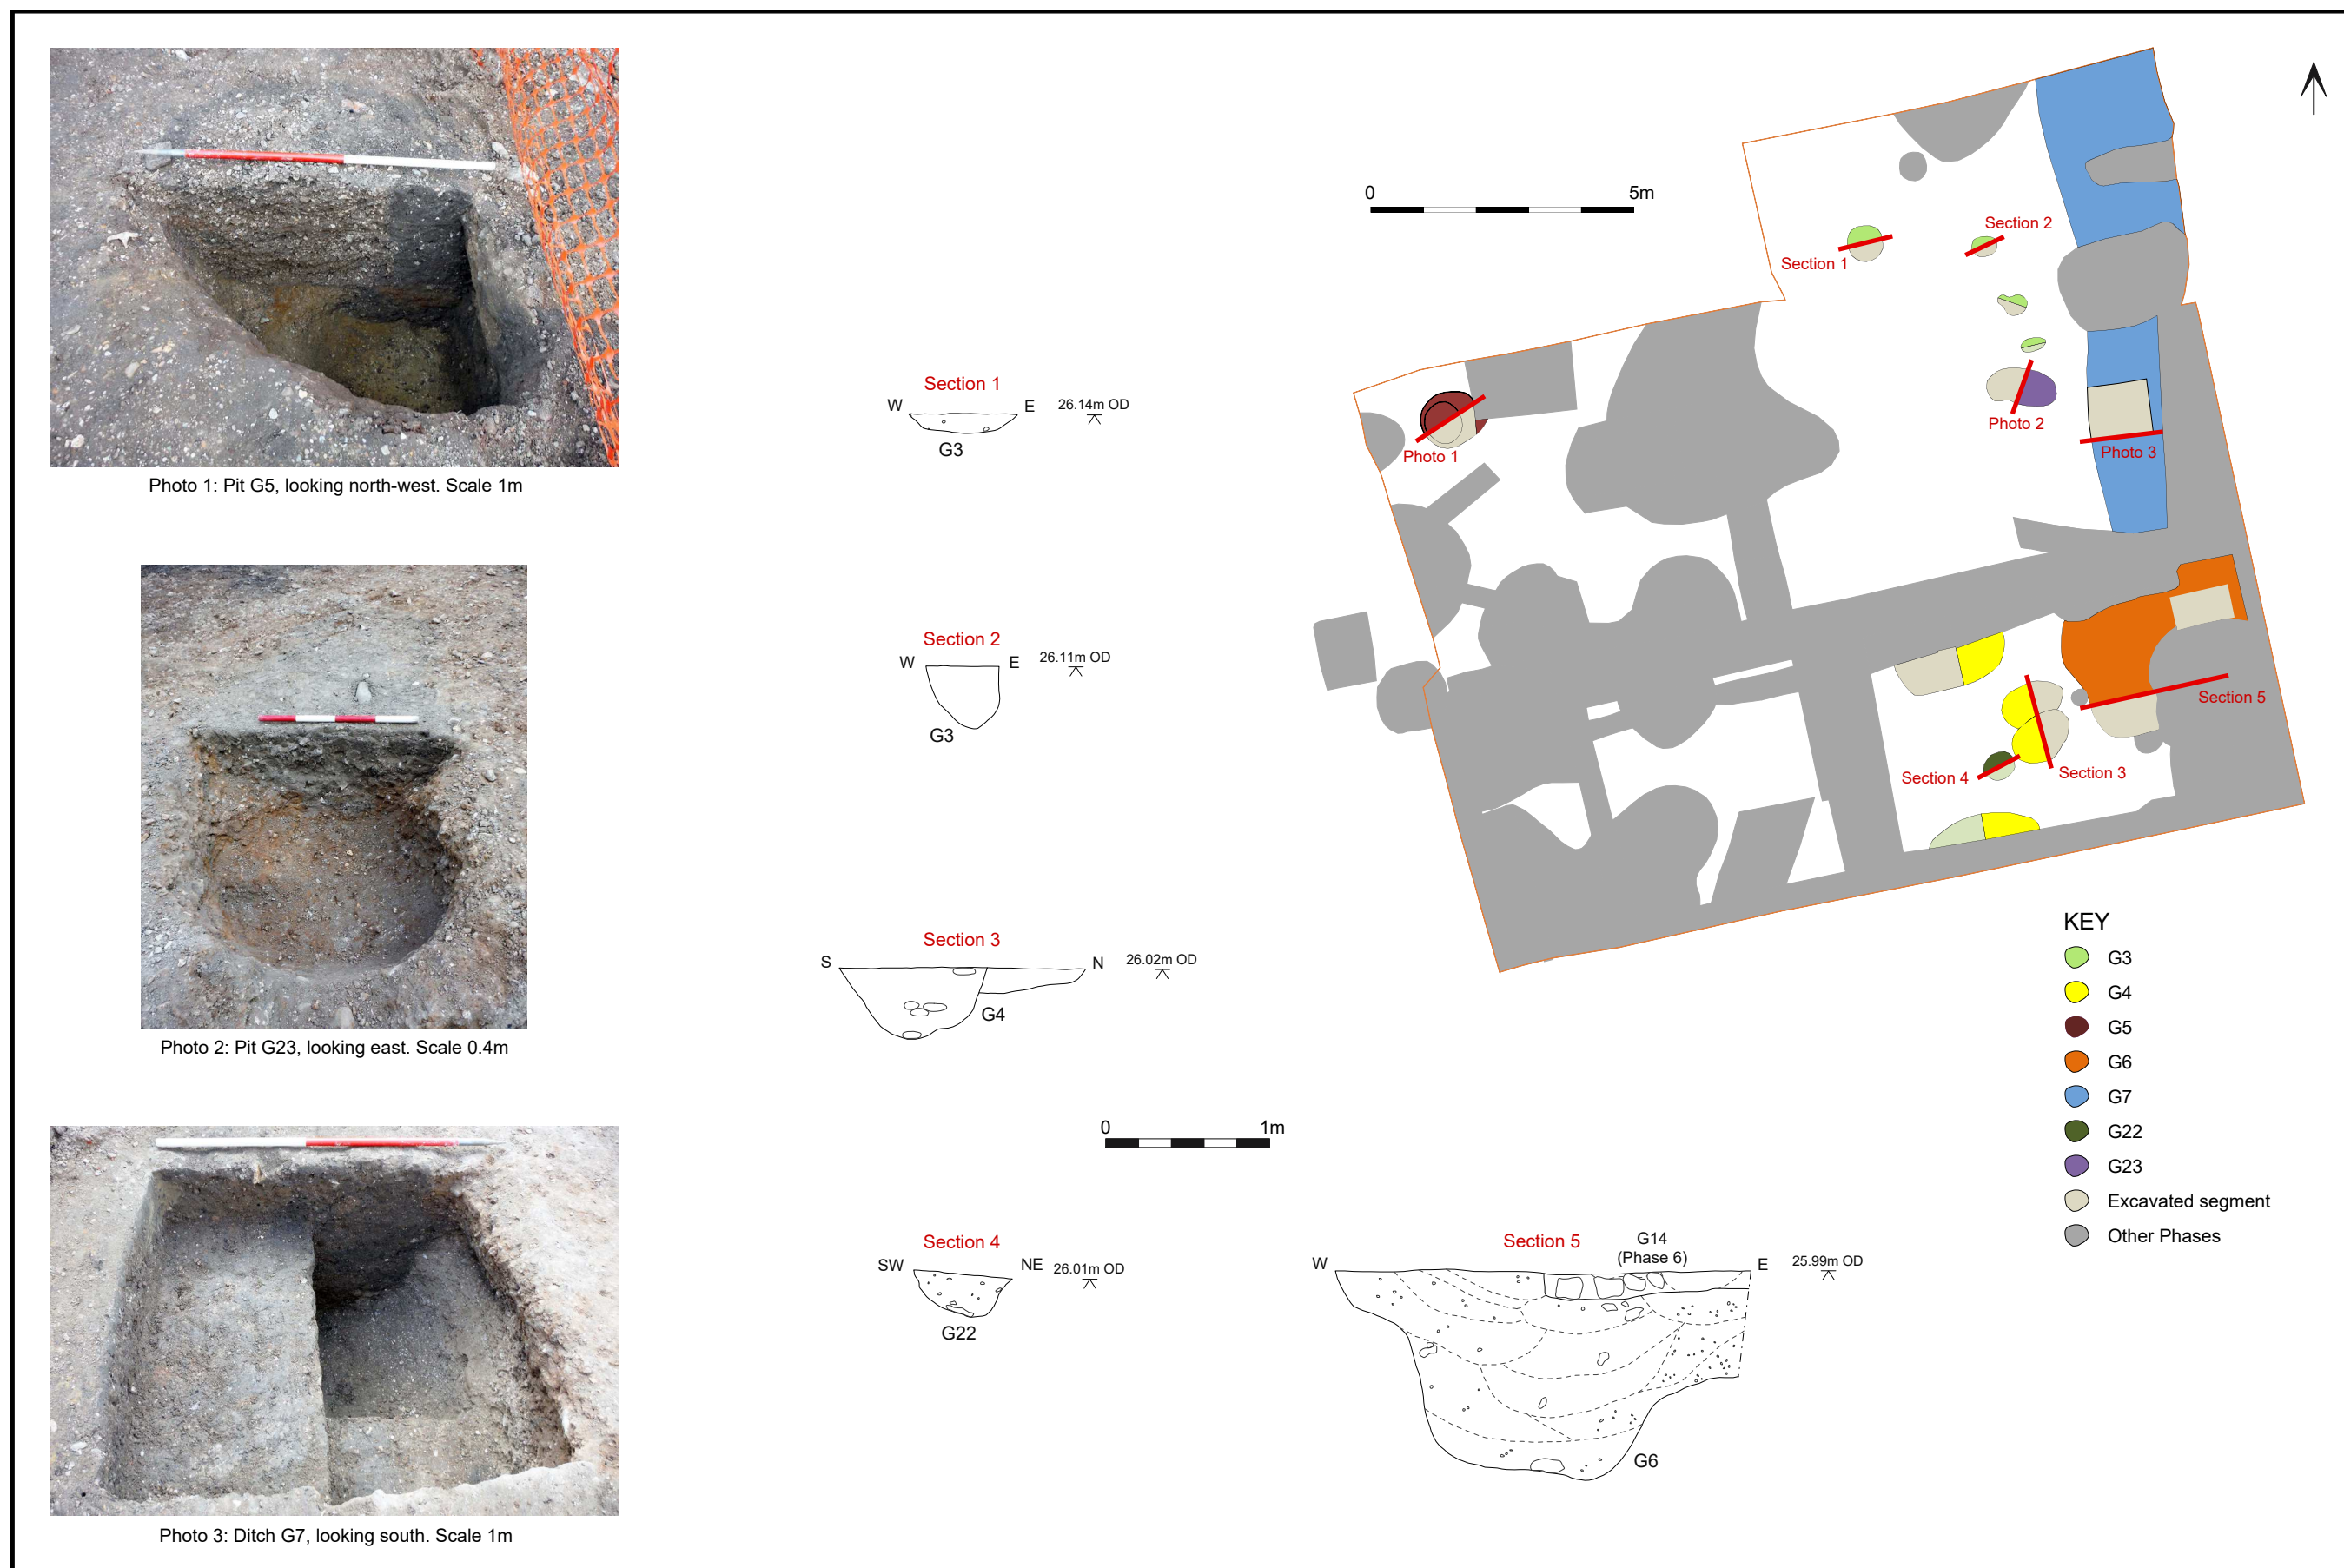 Photo 1: Pit G5, looking north-west. Scale 1m
Photo 2: Pit G23, looking east. Scale 0.4m
Photo 3: Ditch G7, looking south. Scale 1m
Section 1
W E 26.14m OD
G3
Section 2
W E 26.11m OD
G3
Section 3
S N 26.02m OD
G4
0 1m
Section 4
SW NE 26.01m OD
G22
Section 5
G14
(Phase 6)
W E 25.99m OD
G6
0 5m
Section 1
Section 2
Photo 1
Photo 2
Photo 3
Section 5
Section 4
Section 3
KEY
G3
G4
G5
G6
G7
G22
G23
Excavated segment
Other Phases